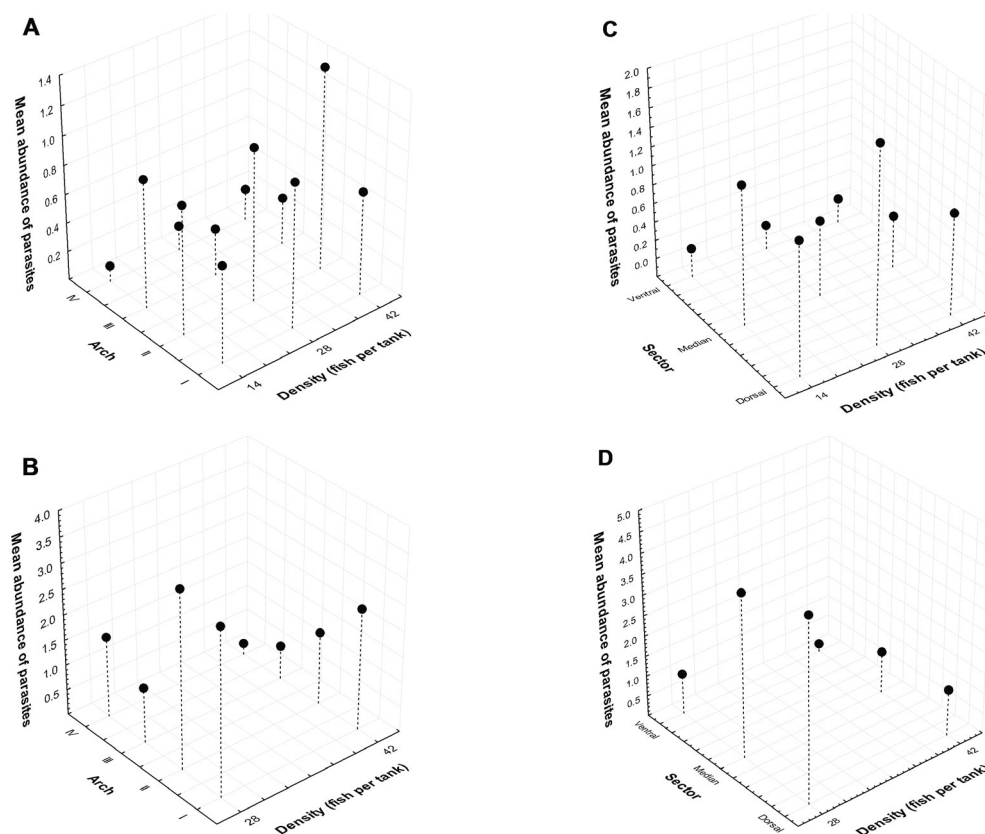 A
Mean abundance of parasites
1.4
1.2
1.0
0.8
0.6
0.4
0.2
IV
III
II
I
Arch
14
28
42
Density (fish per tank)
C
Mean abundance of parasites
2.0
1.8
1.6
1.4
1.2
1.0
0.8
0.6
0.4
0.2
0.0
Ventral
Median
Dorsal
Sector
14
28
42
Density (fish per tank)
B
Mean abundance of parasites
4.0
3.5
3.0
2.5
2.0
1.5
1.0
0.5
IV
III
II
I
Arch
28
42
Density (fish per tank)
D
Mean abundance of parasites
5.0
4.5
4.0
3.5
3.0
2.5
2.0
1.5
1.0
0.5
Ventral
Median
Dorsal
Sector
28
42
Density (fish per tank)